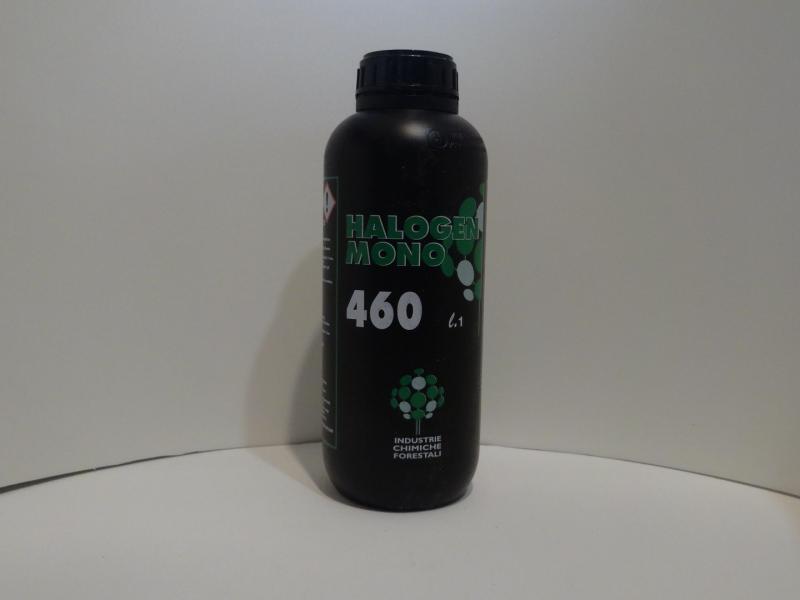 HALOGEN
MONO
460
l.1
INDUSTRIE
CHIMICHE
FORESTALI